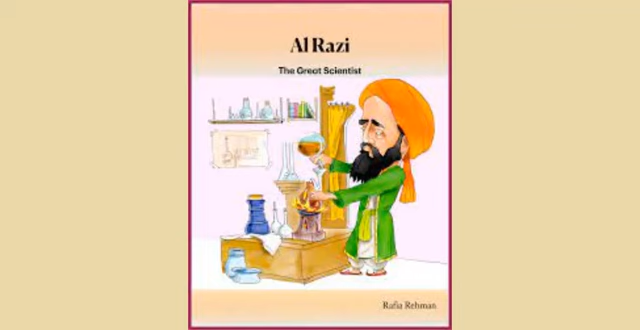 Al Razi
The Great Scientist
Rafia Rehman